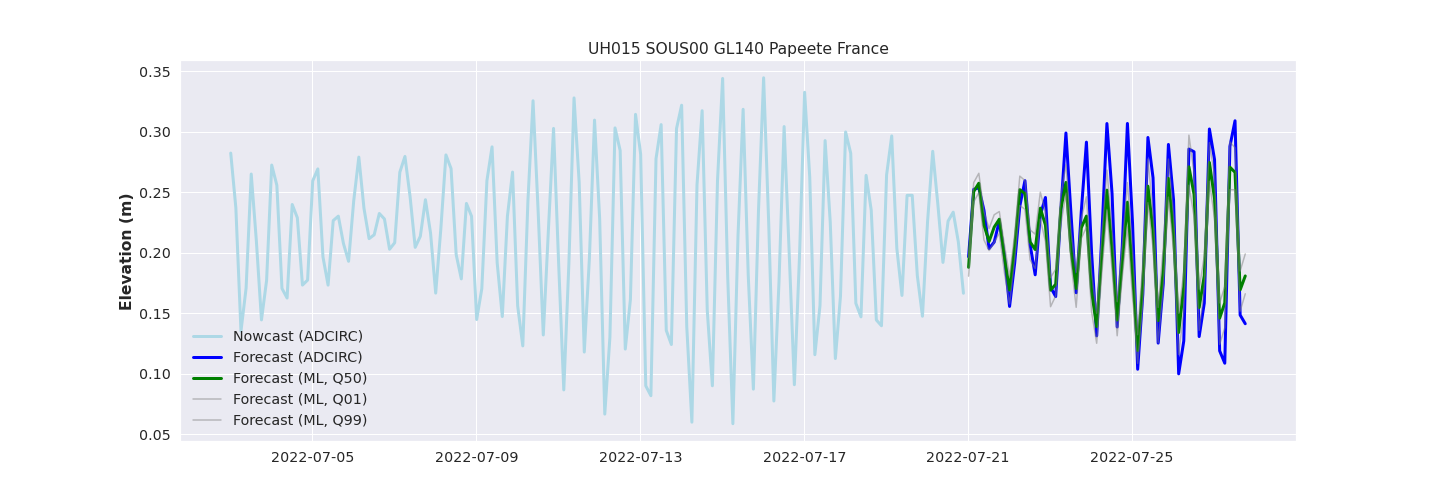 UH015 SOUS00 GL140 Papeete France
Elevation (m)
0.35
0.30
0.25
0.20
0.15
0.10
0.05
Nowcast (ADCIRC)
Forecast (ADCIRC)
Forecast (ML, Q50)
Forecast (ML, Q01)
Forecast (ML, Q99)
2022-07-05
2022-07-09
2022-07-13
2022-07-17
2022-07-21
2022-07-25